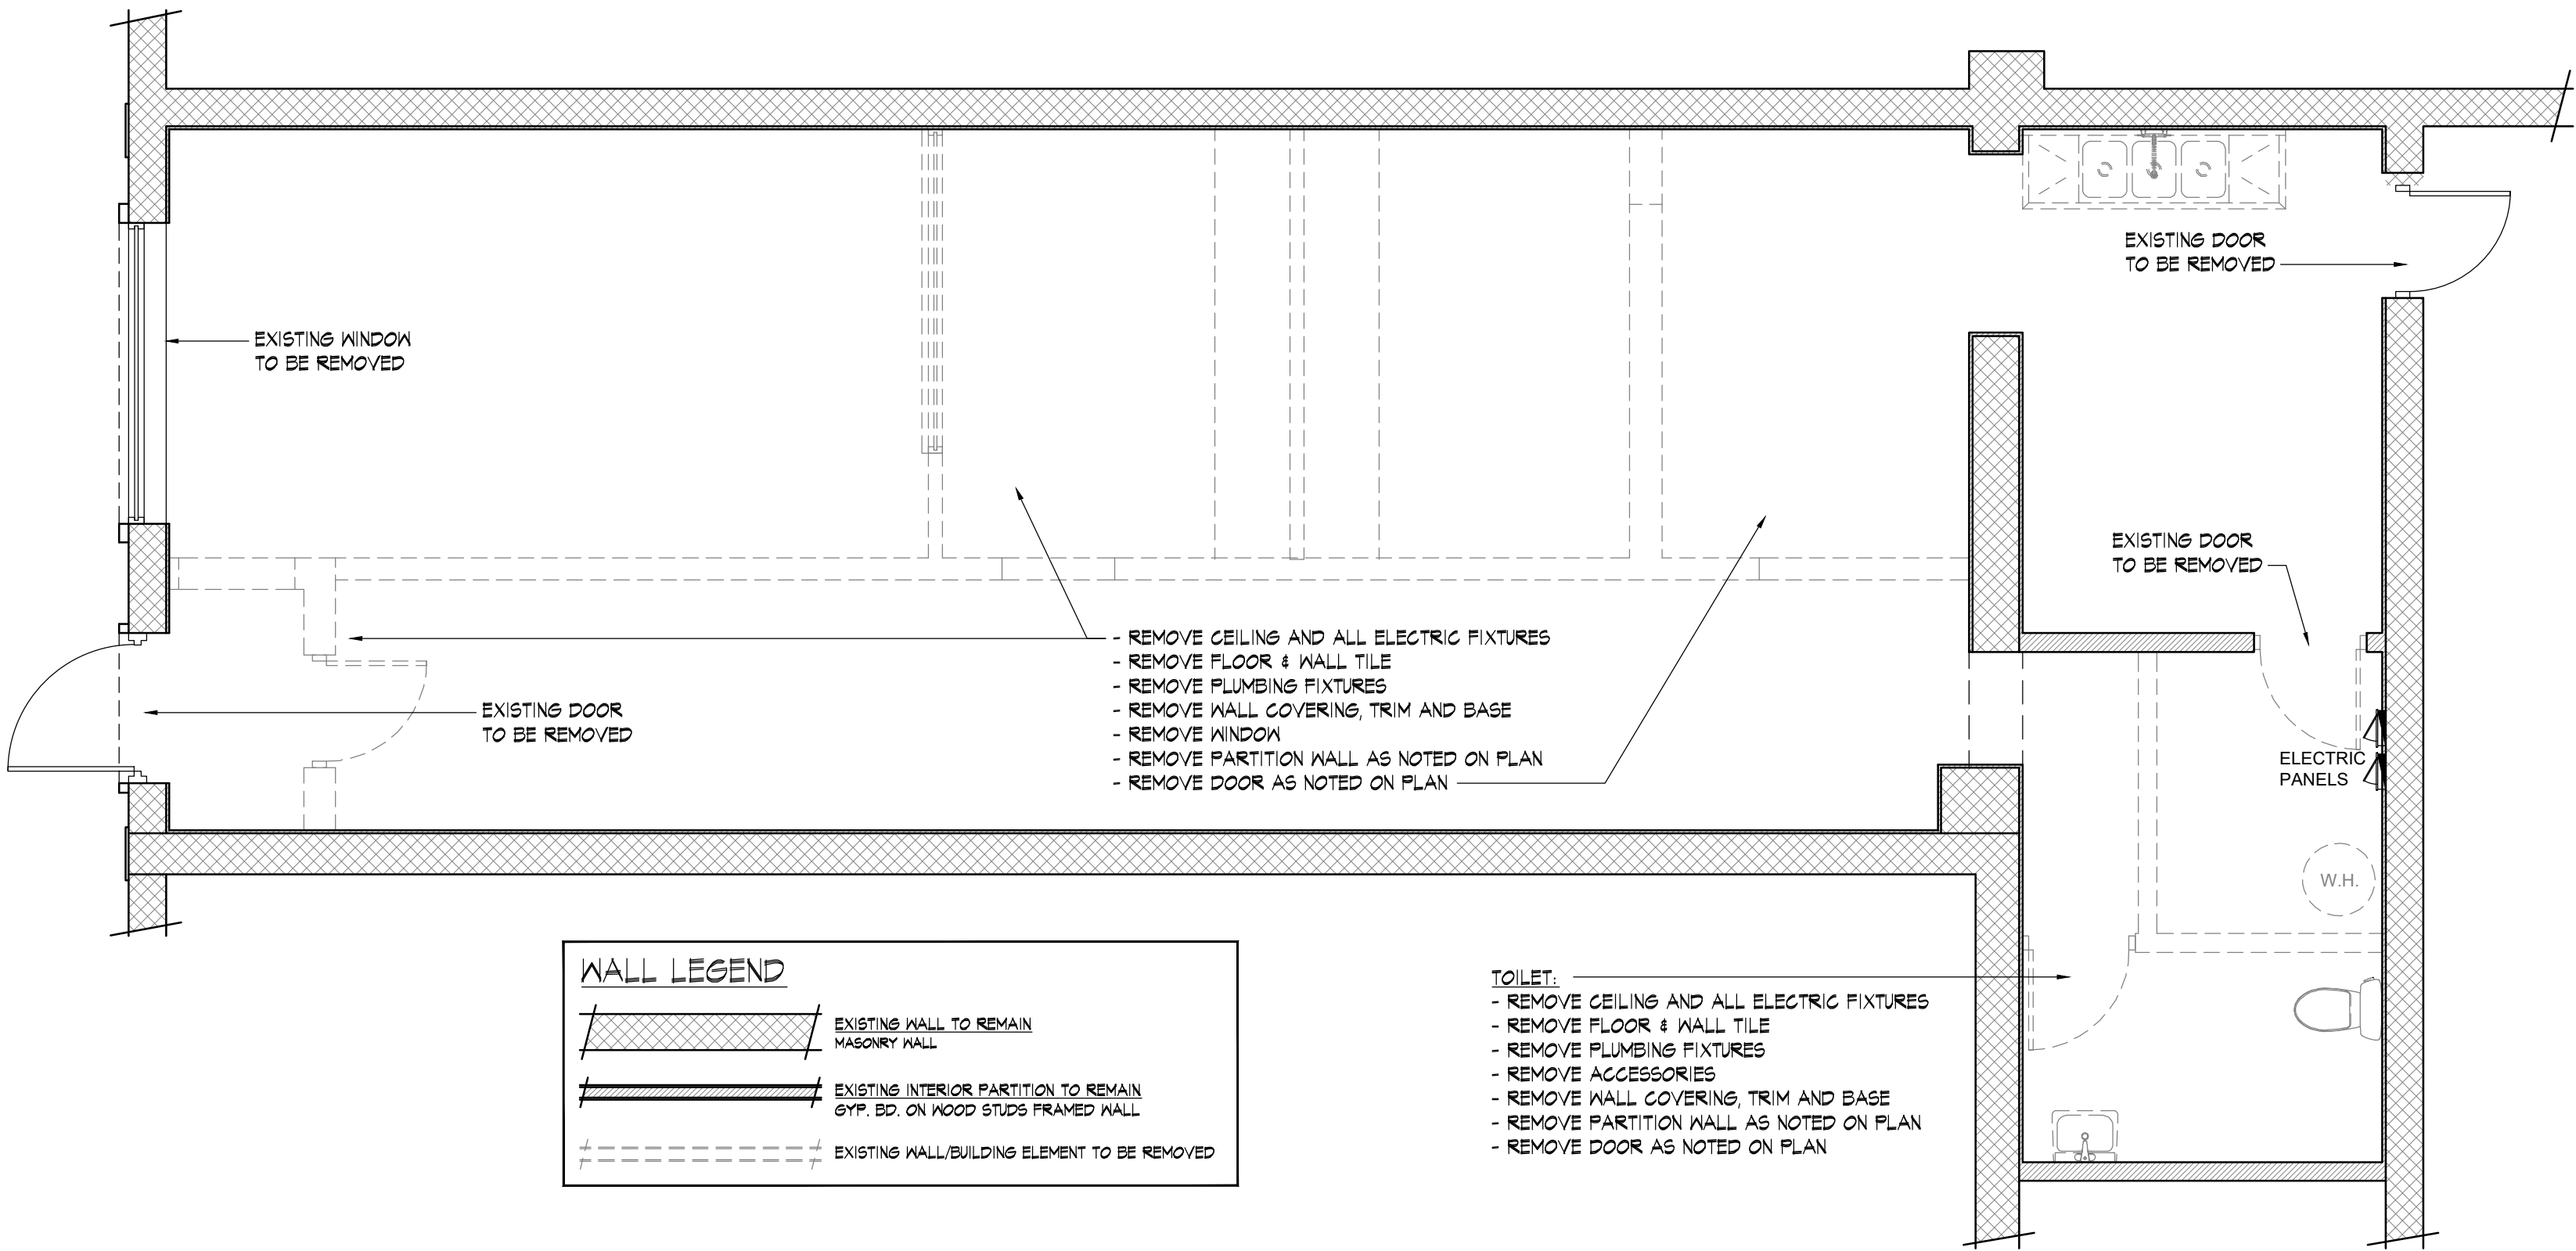 EXISTING DOOR
TO BE REMOVED
EXISTING WINDOW
TO BE REMOVED
EXISTING DOOR
TO BE REMOVED
- REMOVE CEILING AND ALL ELECTRIC FIXTURES
- REMOVE FLOOR & WALL TILE
- REMOVE PLUMBING FIXTURES
- REMOVE WALL COVERING, TRIM AND BASE
- REMOVE WINDOW
- REMOVE PARTITION WALL AS NOTED ON PLAN
- REMOVE DOOR AS NOTED ON PLAN
EXISTING DOOR
TO BE REMOVED
ELECTRIC
PANELS
W.H.
WALL LEGEND
EXISTING WALL TO REMAIN
MASONRY WALL
EXISTING INTERIOR PARTITION TO REMAIN
GYP. BD. ON WOOD STUDS FRAMED WALL
EXISTING WALL/BUILDING ELEMENT TO BE REMOVED
TOILET:
- REMOVE CEILING AND ALL ELECTRIC FIXTURES
- REMOVE FLOOR & WALL TILE
- REMOVE PLUMBING FIXTURES
- REMOVE ACCESSORIES
- REMOVE WALL COVERING, TRIM AND BASE
- REMOVE PARTITION WALL AS NOTED ON PLAN
- REMOVE DOOR AS NOTED ON PLAN